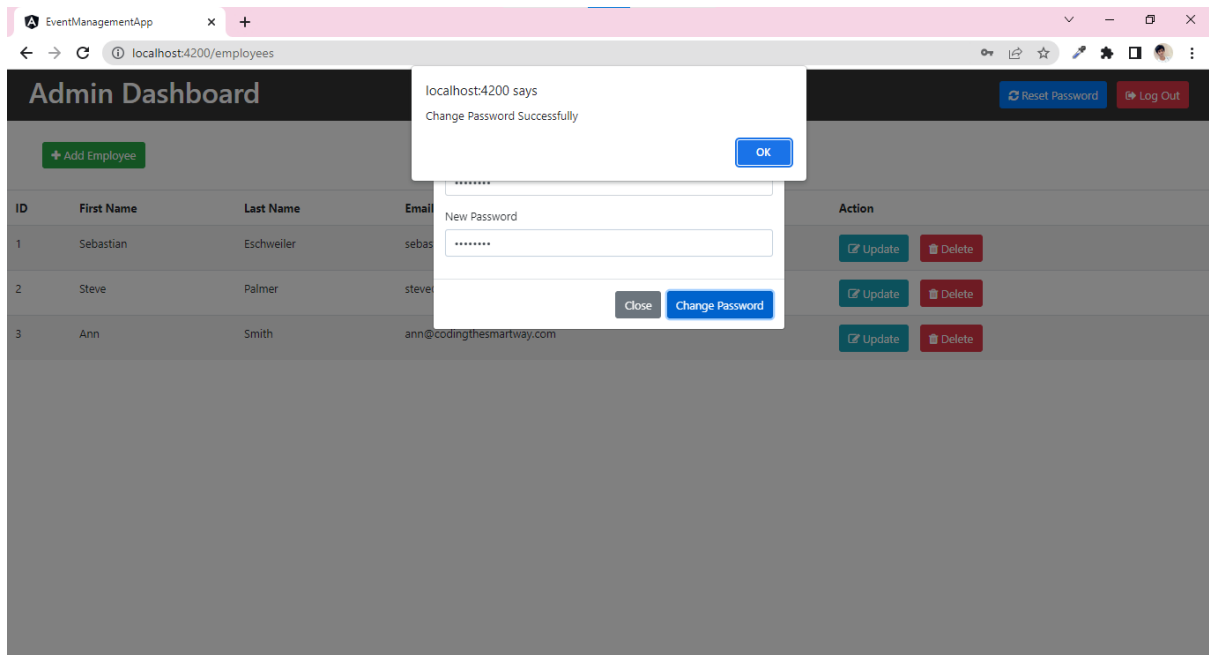 EventManagementApp
localhost:4200/employees
Admin Dashboard
localhost:4200 says
Change Password Successfully
OK
Reset Password
Log Out
Add Employee
New Password
Close
Change Password
ID First Name Last Name Email Action
1 Sebastian Eschweiler sebas Update Delete
2 Steve Palmer Update Delete
3 Ann Smith ann@codingthesmartway.com Update Delete